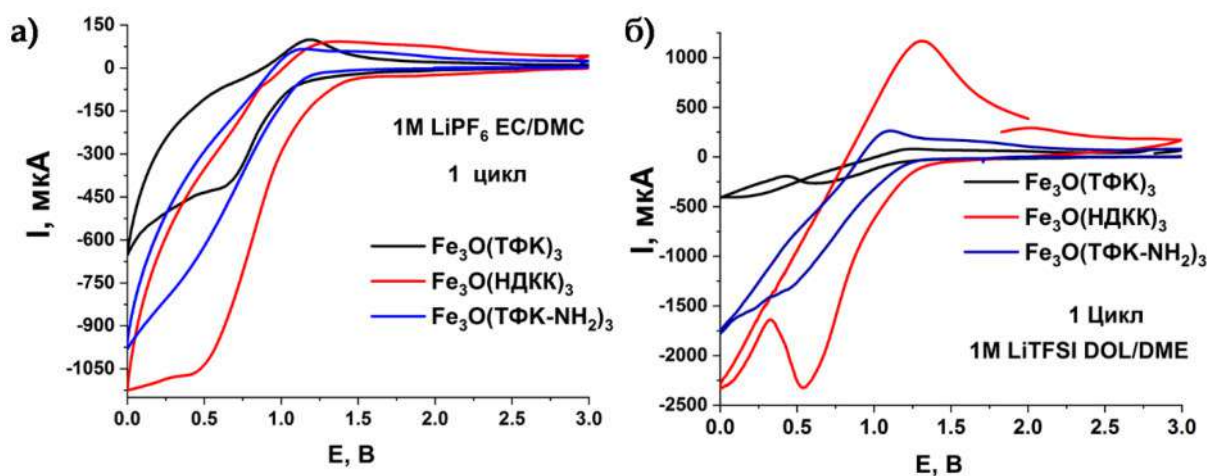 а)
I, мкА
150
0
-150
-300
-450
-600
-750
-900
-1050
1M LiPF₆ EC/DMC
1 цикл
Fe₃O(ТФК)₃
Fe₃O(НДКК)₃
Fe₃O(ТФК-NH₂)₃
0.0 0.5 1.0 1.5 2.0 2.5 3.0
E, В
б)
I, мкА
1000
500
0
-500
-1000
-1500
-2000
-2500
Fe₃O(ТФК)₃
Fe₃O(НДКК)₃
Fe₃O(ТФК-NH₂)₃
1 Цикл
1M LiTFSI DOL/DME
0.0 0.5 1.0 1.5 2.0 2.5 3.0
E, В